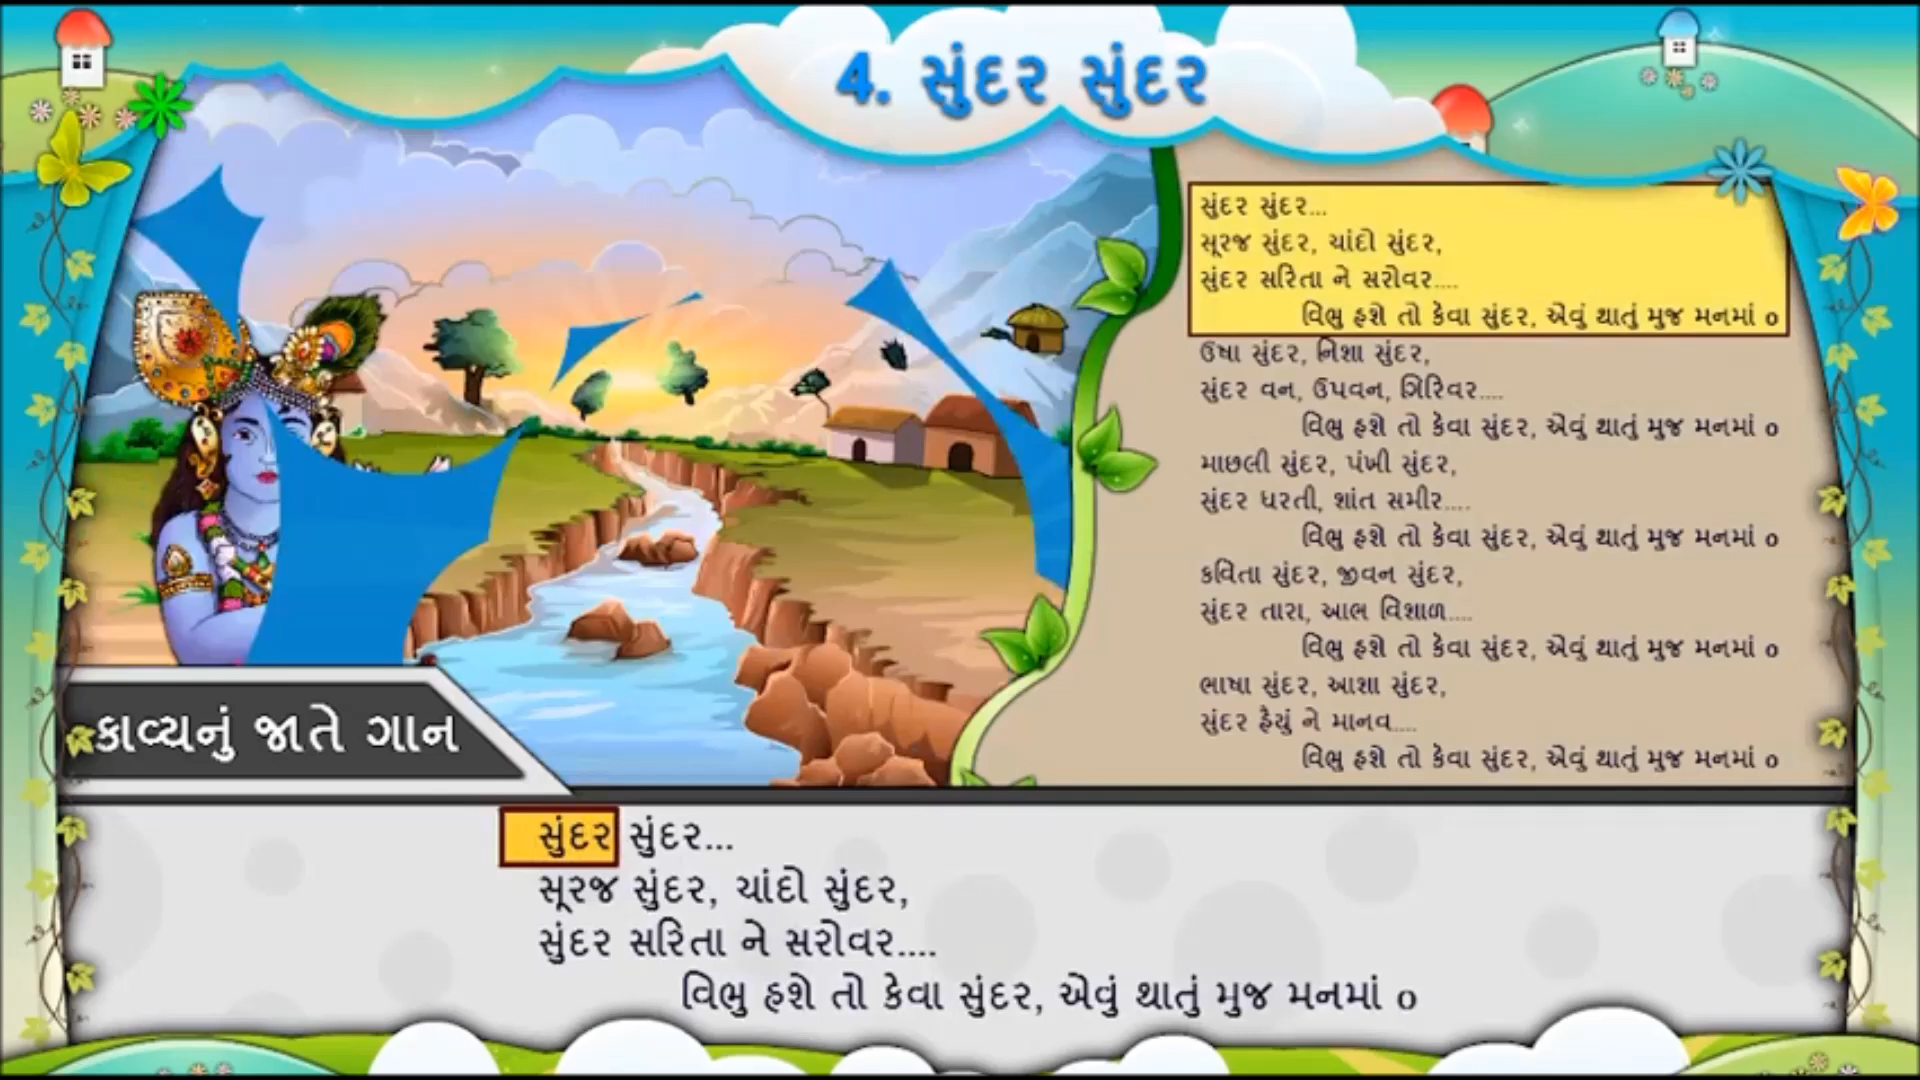 4. સુંદર સુંદર
સુંદર સુંદર...
સૂરજ સુંદર, ચાંદો સુંદર,
સુંદર સરિતા ને સરોવર....
વિભુ હશે તો કેવા સુંદર, એવું થાતું મુજ મનમાં ૦
ઉષા સુંદર, નિશા સુંદર,
સુંદર વન, ઉપવન, ગિરિવર....
વિભુ હશે તો કેવા સુંદર, એવું થાતું મુજ મનમાં ૦
માછલી સુંદર, પંખી સુંદર,
સુંદર ધરતી, શાંત સમીર....
વિભુ હશે તો કેવા સુંદર, એવું થાતું મુજ મનમાં ૦
કવિતા સુંદર, જીવન સુંદર,
સુંદર તારા, આભ વિશાળ....
વિભુ હશે તો કેવા સુંદર, એવું થાતું મુજ મનમાં ૦
ભાષા સુંદર, આશા સુંદર,
સુંદર હૈયું ને માનવ....
વિભુ હશે તો કેવા સુંદર, એવું થાતું મુજ મનમાં ૦
કાવ્યનું જાતે ગાન
સુંદર સુંદર...
સૂરજ સુંદર, ચાંદો સુંદર,
સુંદર સરિતા ને સરોવર....
વિભુ હશે તો કેવા સુંદર, એવું થાતું મુજ મનમાં ૦